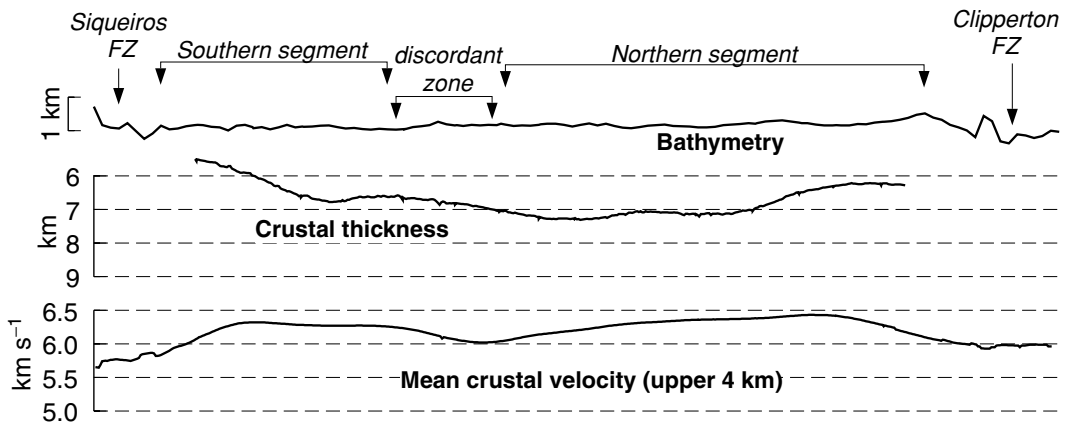 Siqueiros
FZ
Southern segment
discordant
zone
Northern segment
Clipperton
FZ
1 km
Bathymetry
6
7
8
9
km
Crustal thickness
6.5
6.0
5.5
5.0
km s⁻¹
Mean crustal velocity (upper 4 km)